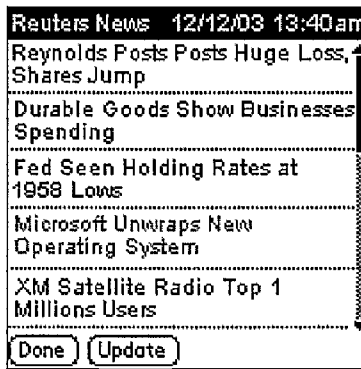 Reuters News 12/12/03 13:40am
Reynolds Posts Posts Huge Loss,
Shares Jump
Durable Goods Show Businesses
Spending
Fed Seen Holding Rates at
1958 Lows
Microsoft Unwraps New
Operating System
XM Satellite Radio Top 1
Millions Users
Done Update